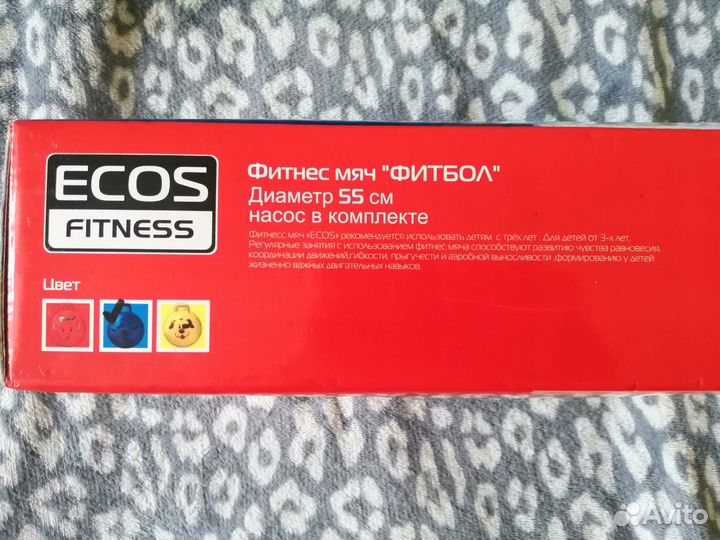 ECOS
FITNESS
Фитнес мяч "ФИТБОЛ"
Диаметр 55 см
насос в комплекте
Фитнесс мяч «ECOS» рекомендуется использовать детям с трёх лет . Для детей от 3-х лет.
Регулярные занятия с использованием фитнес мяча способствуют развитию чувства равновесия,
координации движений,гибкости, прыгучести и аэробной выносливости ,формированию у детей
жизненно важных двигательных навыков.
Цвет
Avito